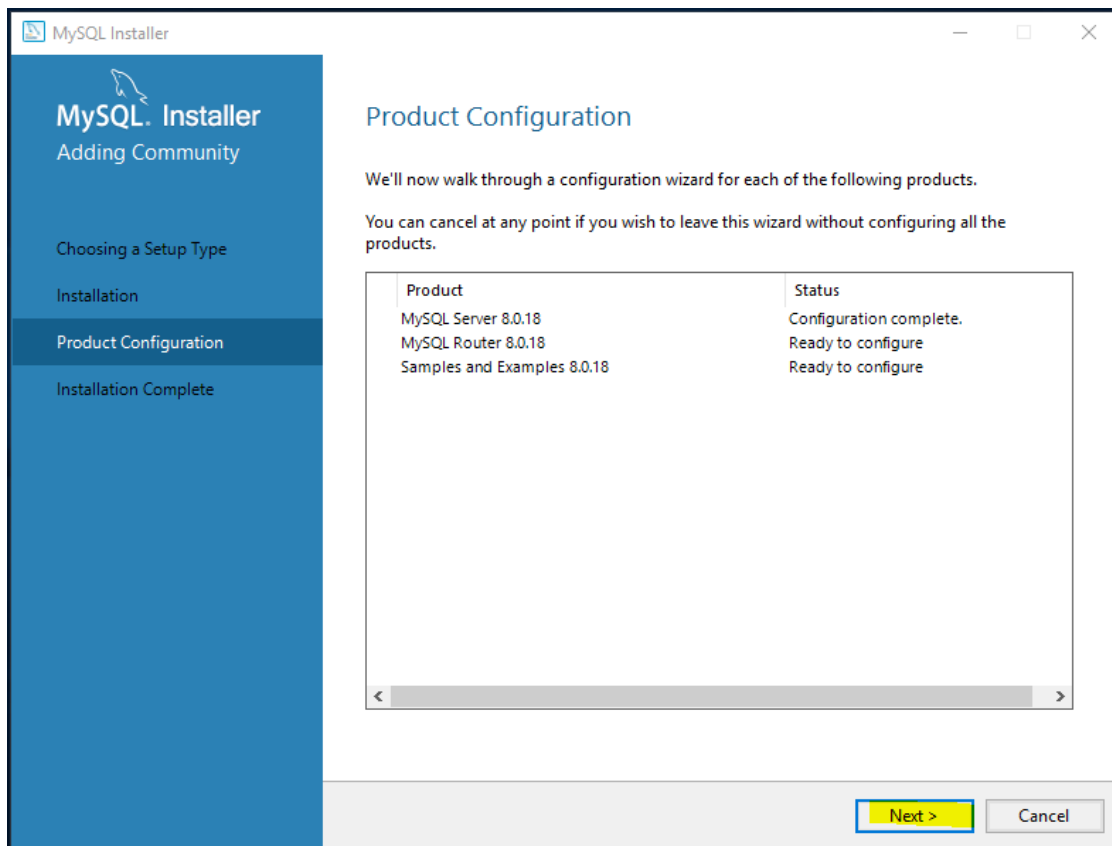 MySQL Installer
MySQL. Installer
Adding Community
Choosing a Setup Type
Installation
Product Configuration
Installation Complete
Product Configuration
We'll now walk through a configuration wizard for each of the following products.
You can cancel at any point if you wish to leave this wizard without configuring all the
products.
Product Status
MySQL Server 8.0.18 Configuration complete.
MySQL Router 8.0.18 Ready to configure
Samples and Examples 8.0.18 Ready to configure
Next > Cancel